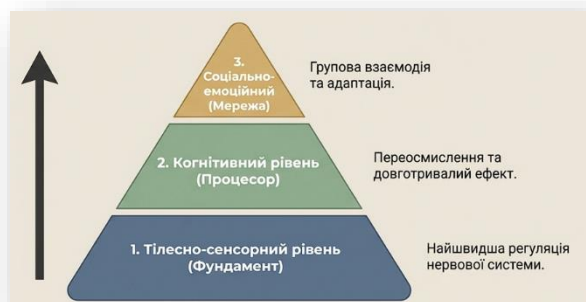 3.
Соціально-
емоційний
(Мережа)
Групова взаємодія
та адаптація.
2. Когнітивний рівень
(Процесор)
Переосмислення та
довготривалий ефект.
1. Тілесно-сенсорний рівень
(Фундамент)
Найшвидша регуляція
нервової системи.